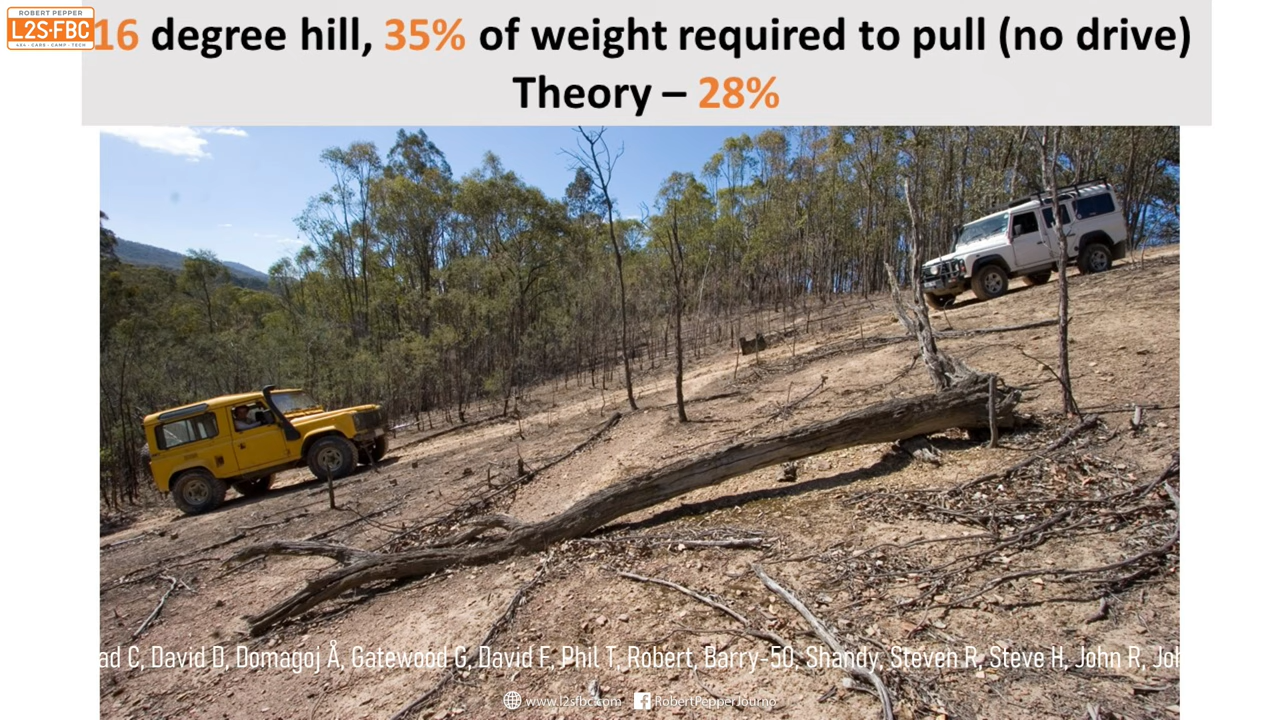 ROBERT PEPPER
L2S·FBC
4X4 · CARS · CAMP · TECH
16 degree hill, 35% of weight required to pull (no drive)
Theory – 28%
ad C, David D, Domagoj Å, Gatewood G, David F, Phil T, Robert, Barry-50, Shandy, Steven R, Steve H, John R, Joh
www.l2sfbc.com RobertPepperJourno